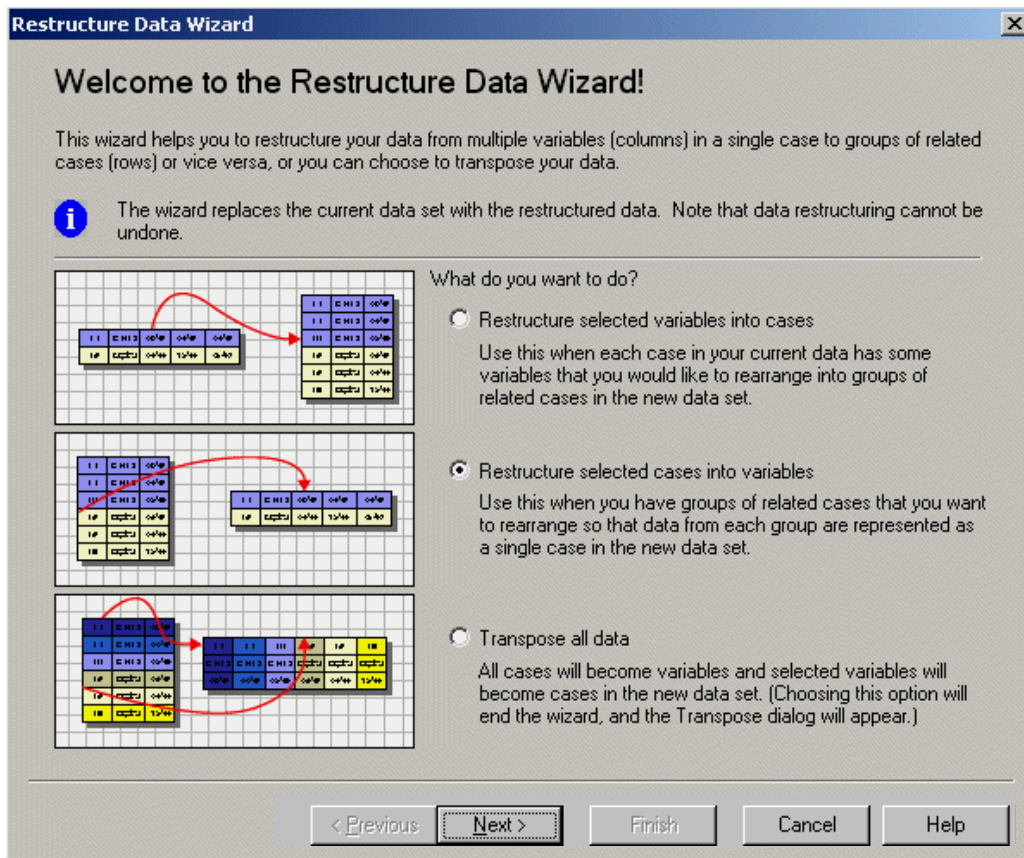 Restructure Data Wizard
Welcome to the Restructure Data Wizard!
This wizard helps you to restructure your data from multiple variables (columns) in a single case to groups of related
cases (rows) or vice versa, or you can choose to transpose your data.
The wizard replaces the current data set with the restructured data. Note that data restructuring cannot be
undone.
What do you want to do?
Restructure selected variables into cases
Use this when each case in your current data has some
variables that you would like to rearrange into groups of
related cases in the new data set.
Restructure selected cases into variables
Use this when you have groups of related cases that you want
to rearrange so that data from each group are represented as
a single case in the new data set.
Transpose all data
All cases will become variables and selected variables will
become cases in the new data set. (Choosing this option will
end the wizard, and the Transpose dialog will appear.)
< Previous
Next >
Finish
Cancel
Help